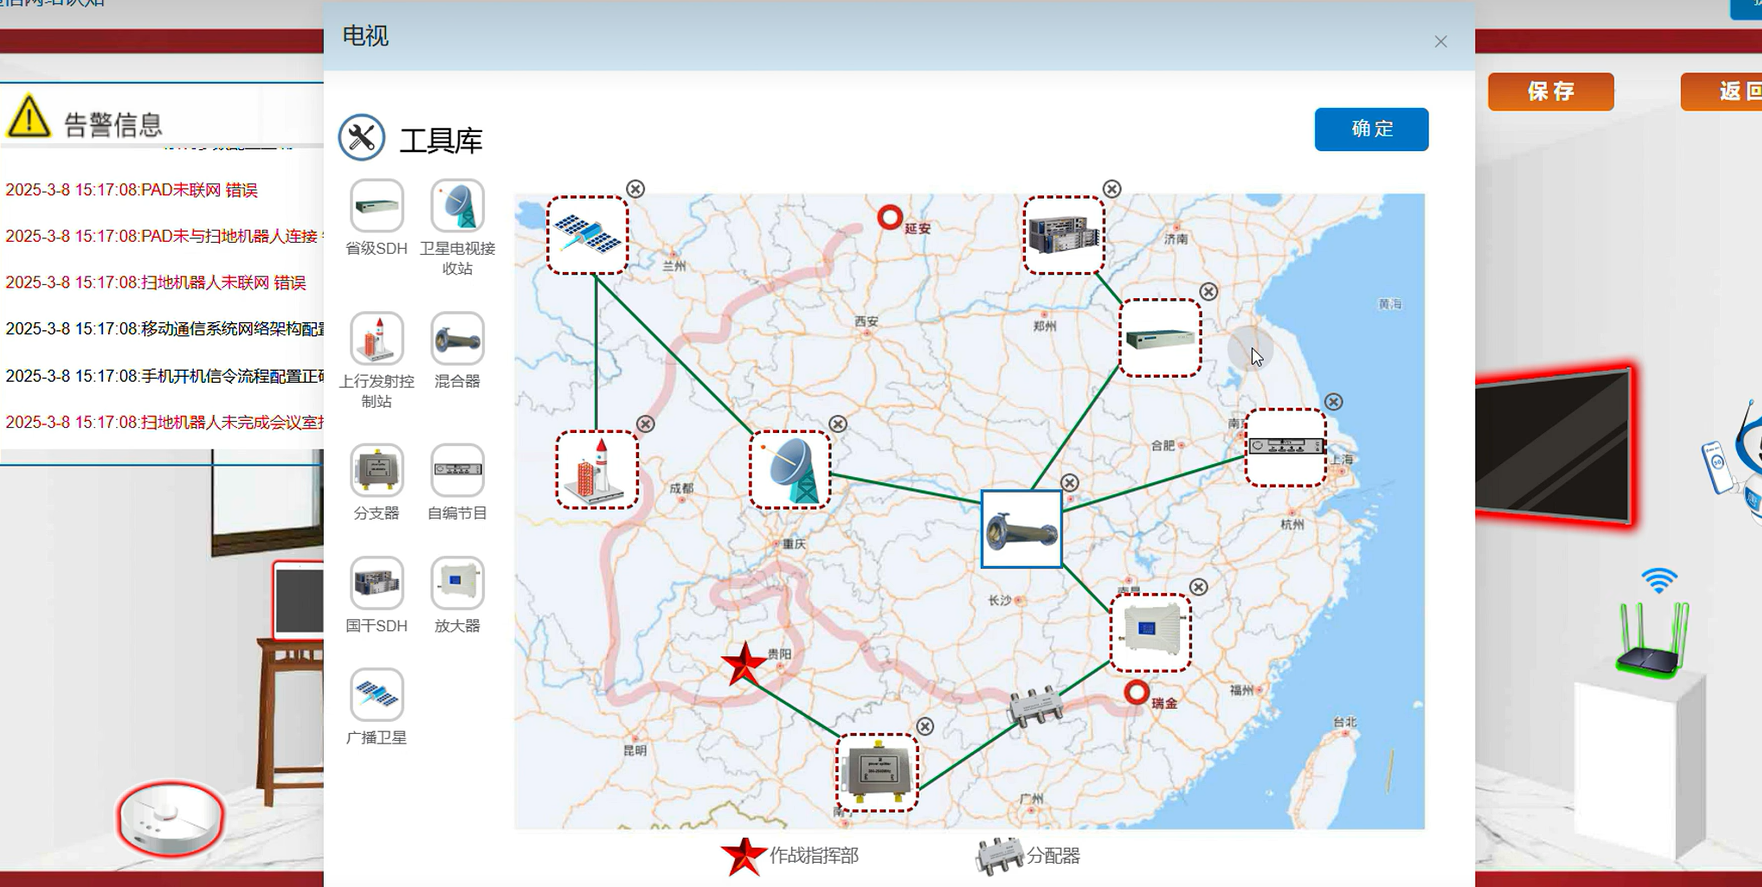 电视
保存
告警信息
2025-3-8 15:17:08:PAD未联网 错误
2025-3-8 15:17:08:PAD未与扫地机器人连接
2025-3-8 15:17:08:扫地机器人未联网 错误
2025-3-8 15:17:08:移动通信系统网络架构配置
2025-3-8 15:17:08:手机开机信令流程配置正确
2025-3-8 15:17:08:扫地机器人未完成会议室
工具库
确定
省级SDH
卫星电视接
收站
上行发射控
制站
混合器
分支器
自编节目
国干SDH
放大器
广播卫星
延安
济南
兰州
黄海
西安
郑州
合肥
上海
成都
杭州
重庆
长沙
贵阳
瑞金
福州
台北
昆明
广州
作战指挥部
分配器